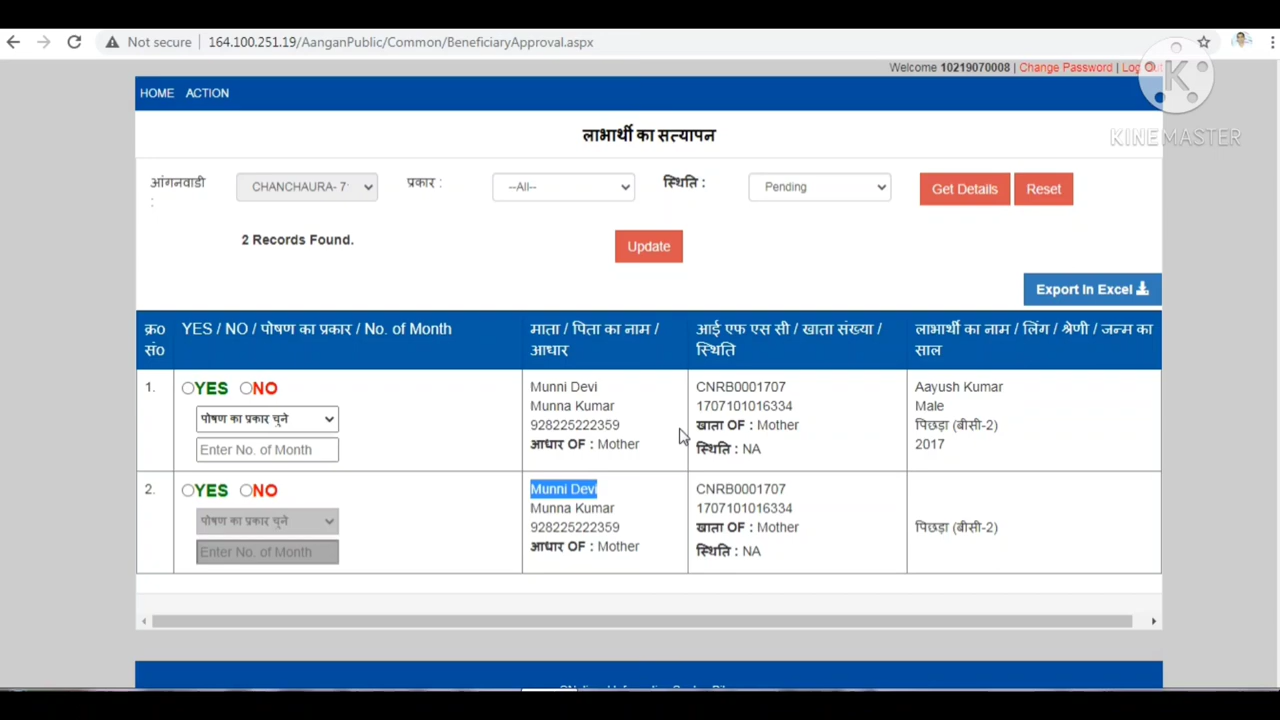 Not secure | 164.100.251.19/AanganPublic/Common/BeneficiaryApproval.aspx
Welcome 10219070008 | Change Password | Log Out
KINEMASTER
HOME ACTION
लाभार्थी का सत्यापन
आंगनवाडी : CHANCHAURA- 7 प्रकार : --All-- स्थिति : Pending Get Details Reset
2 Records Found. Update
Export In Excel
क्र० सं० YES / NO / पोषण का प्रकार / No. of Month माता / पिता का नाम / आधार आई एफ एस सी / खाता संख्या / स्थिति लाभार्थी का नाम / लिंग / श्रेणी / जन्म का साल
1. YES NO Munni Devi CNRB0001707 Aayush Kumar
पोषण का प्रकार चुने Munna Kumar 1707101016334 Male
928225222359 खाता OF : Mother पिछड़ा (बीसी-2)
Enter No. of Month आधार OF : Mother स्थिति : NA 2017
2. YES NO Munni Devi CNRB0001707
पोषण का प्रकार चुने Munna Kumar 1707101016334
928225222359 खाता OF : Mother पिछड़ा (बीसी-2)
Enter No. of Month आधार OF : Mother स्थिति : NA